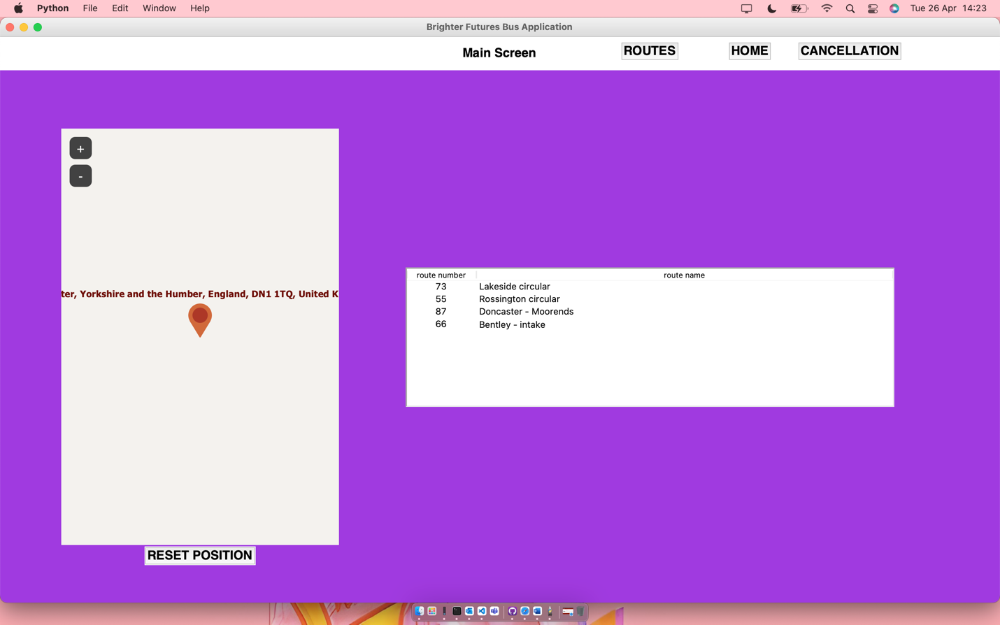 Python File Edit Window Help Tue 26 Apr 14:23
Brighter Futures Bus Application
Main Screen ROUTES HOME CANCELLATION
+
-
ter, Yorkshire and the Humber, England, DN1 1TQ, United K
route number route name
73 Lakeside circular
55 Rossington circular
87 Doncaster - Moorends
66 Bentley - intake
RESET POSITION